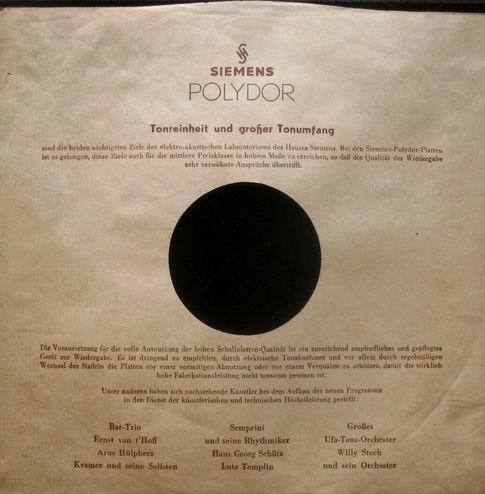 SIEMENS
POLYDOR
Tonreinheit und großer Tonumfang
sind die beiden wichtigsten Ziele des elektro-akustischen Laboratoriums des Hauses Siemens. Bei den Siemens-Polydor-Platten
ist es gelungen, diese Ziele auch für die mittlere Preisklasse in hohem Maße zu erreichen, so daß die Qualität der Wiedergabe
sehr verwöhnte Ansprüche übertrifft.
Die Voraussetzung für die volle Ausnutzung der hohen Schallplatten-Qualität ist ein ausreichend empfindliches und gepflegtes
Gerät zur Wiedergabe. Es ist dringend zu empfehlen, durch elektrische Tonabnehmer und vor allem durch regelmäßigen
Wechsel der Nadeln die Platten vor einer vorzeitigen Abnutzung oder vor einem Verquälen zu schützen, damit die wirklich
hohe Fabrikationsleistung nicht umsonst gewesen ist.
Unter anderen haben sich nachstehende Künstler bei dem Aufbau des neuen Programms
in den Dienst der künstlerischen und technischen Höchstleistung gestellt:
Bar-Trio
Ernst van t'Hoff
Arne Hülphers
Kramer und seine Solisten
Semprini
und seine Rhythmiker
Hans Georg Schütz
Lutz Templin
Großes
Ufa-Tanz-Orchester
Willy Stech
und sein Orchester